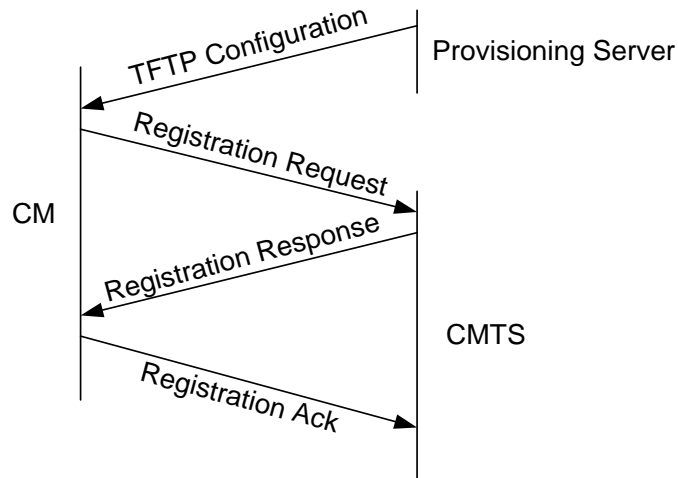 TFTP Configuration
Provisioning Server
Registration Request
CM
Registration Response
CMTS
Registration Ack